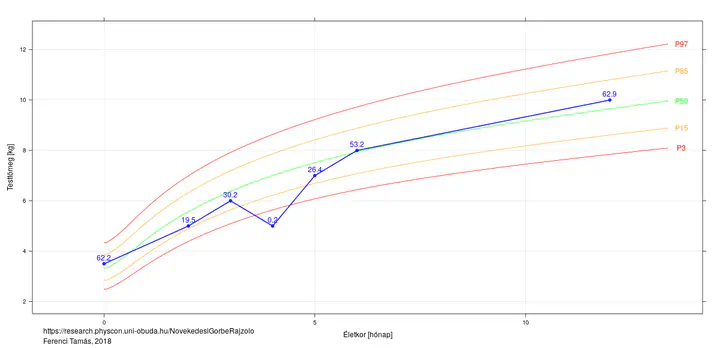 P97
P85
P50
P15
P3
12
10
8
6
4
2
Testtömeg [kg]
62.2
19.5
30.2
0.2
26.4
53.2
62.9
0
5
10
Életkor [hónap]
https://research.physcon.uni-obuda.hu/NovekedesiGorbeRajzolo
Ferenci Tamás, 2018